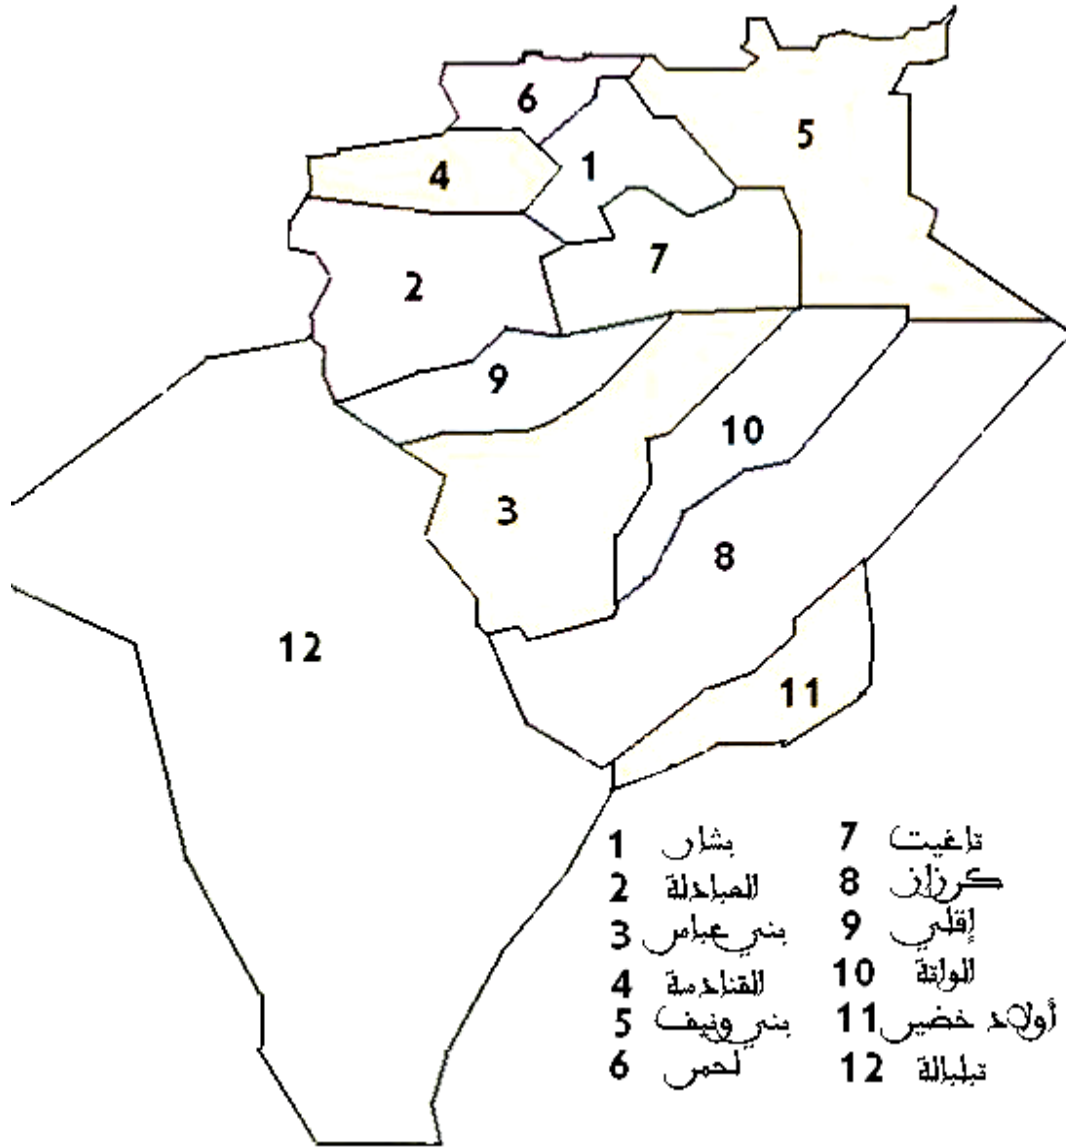 6
5
1
4
7
2
9
10
3
8
12
11
1 بشار
2 العبادلة
3 بني عباس
4 القنادسة
5 بني ونيف
6 لحمر
7 تاغيت
8 كرزاز
9 إقلي
10 الواتة
11 أولاد خضير
12 تبلبالة